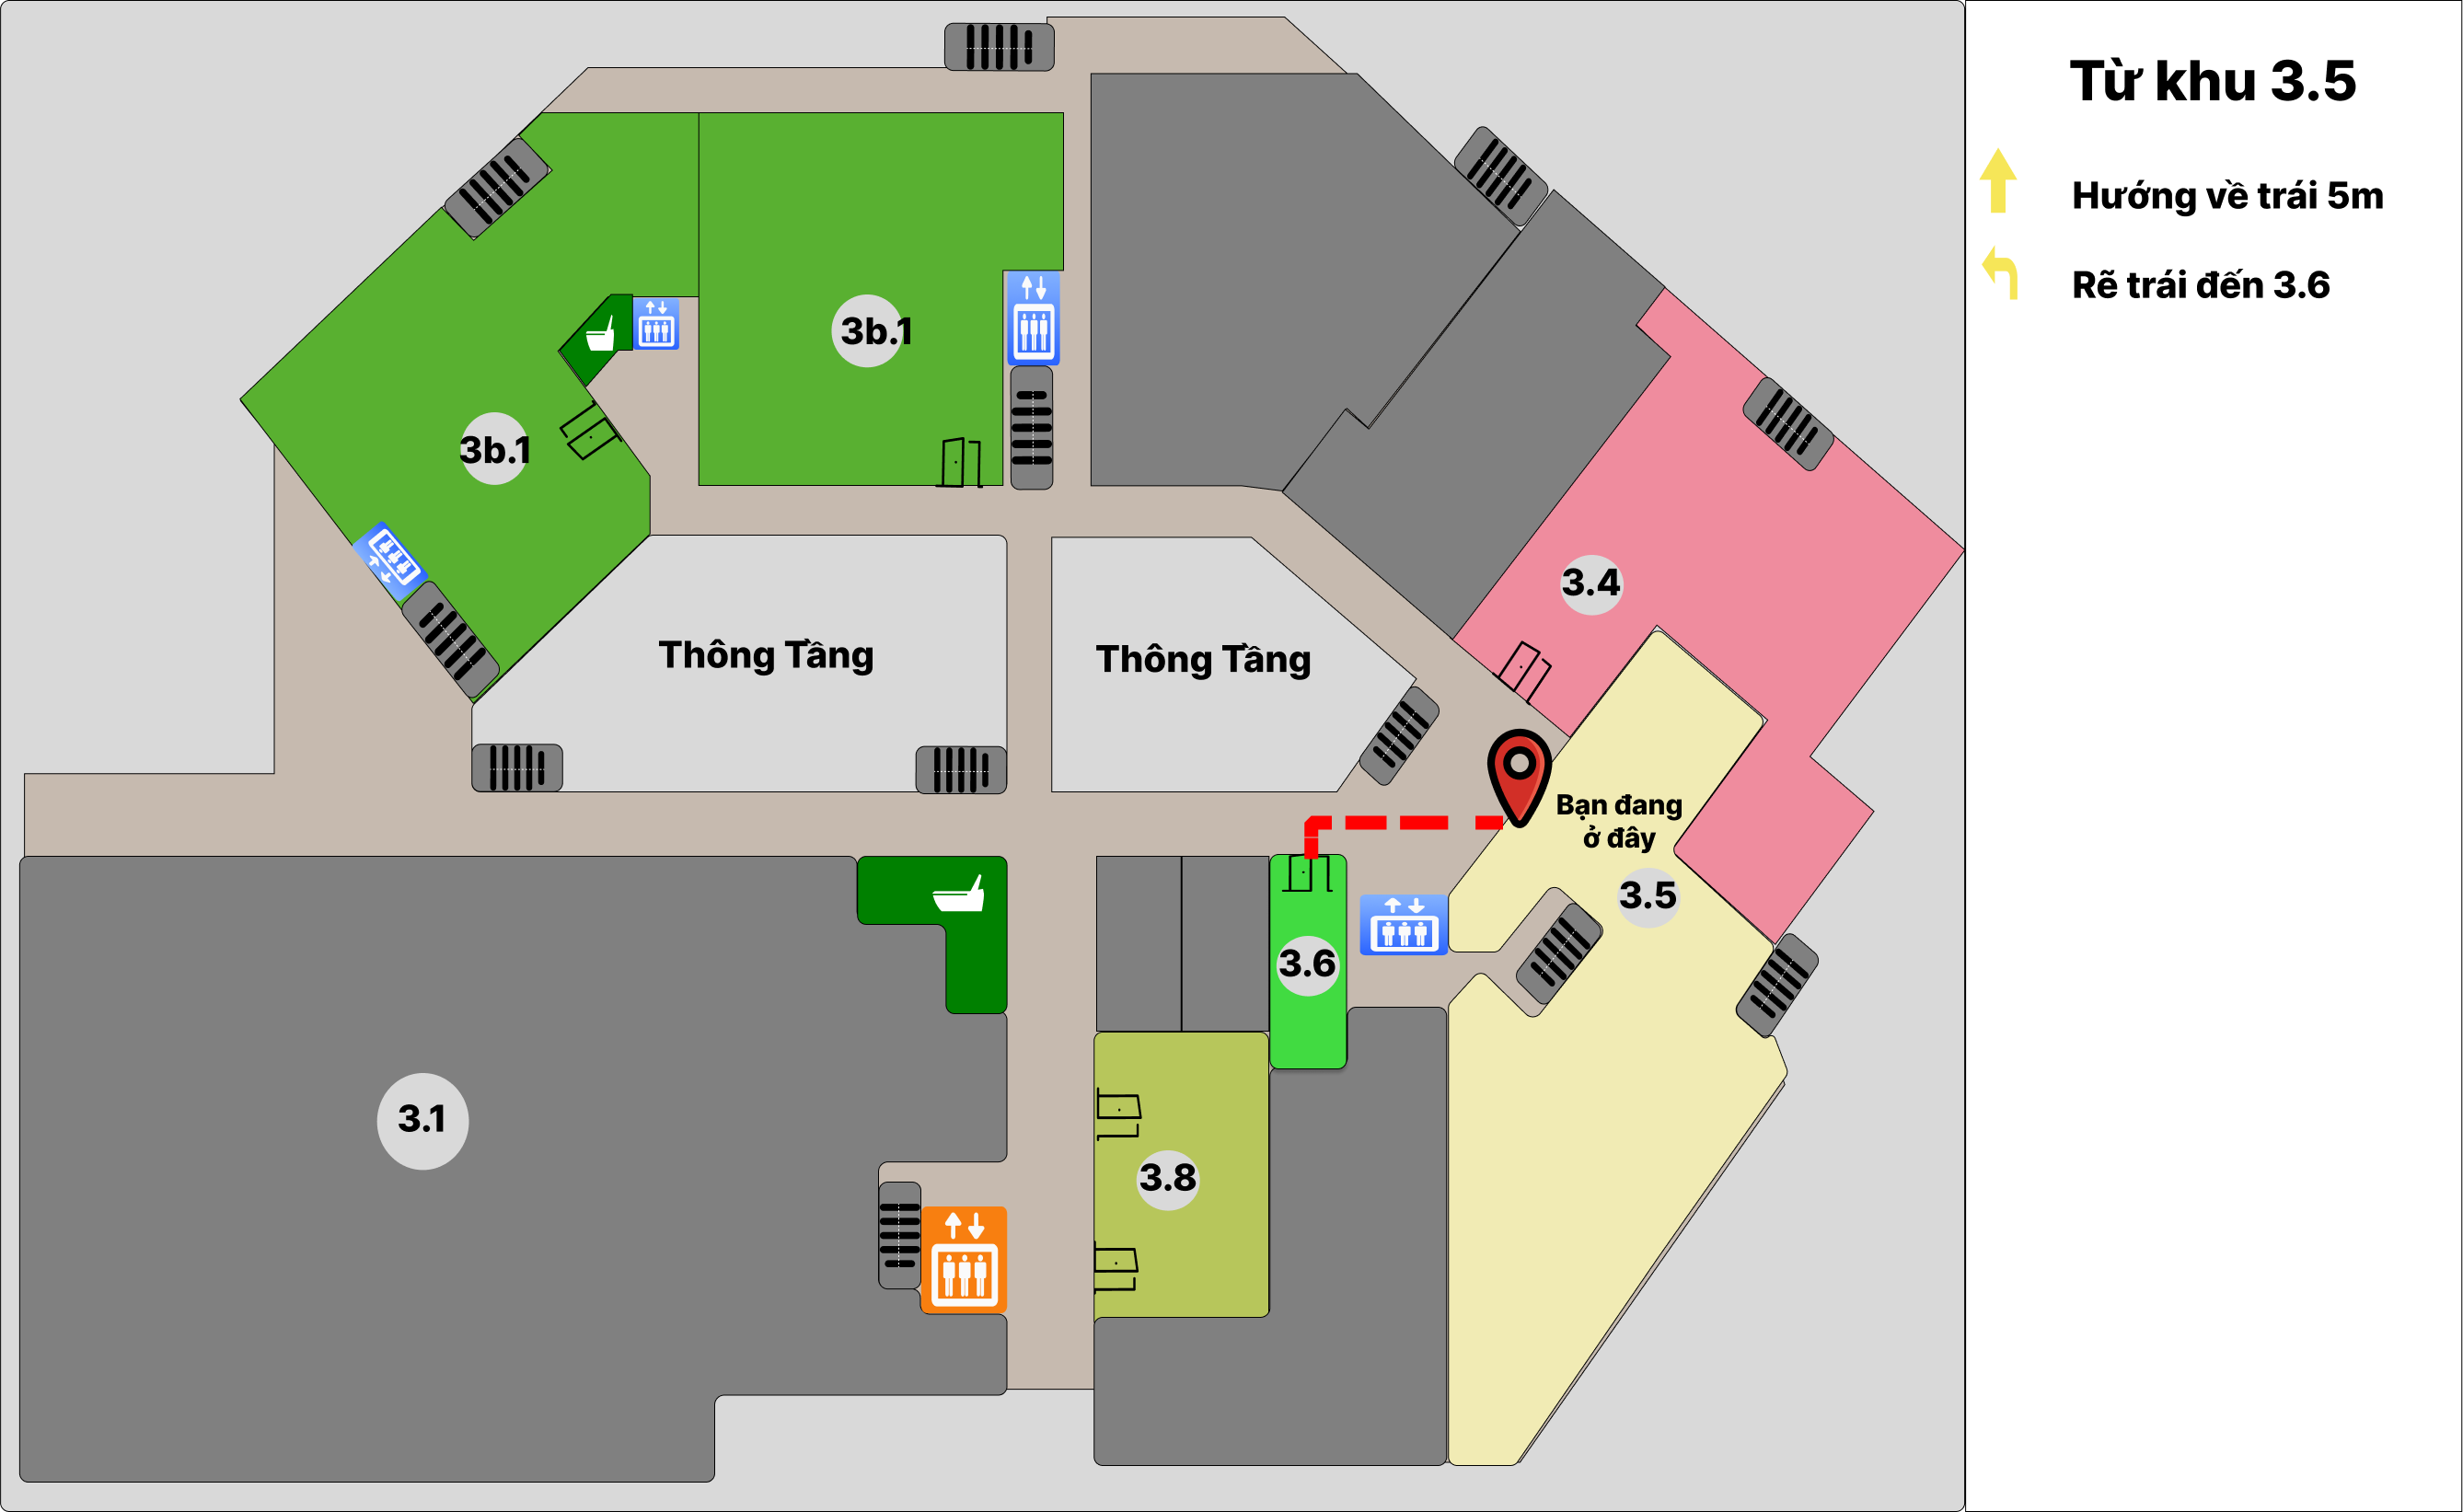 Từ khu 3.5
Hướng về trái 5m
Rẽ trái đến 3.6
3b.1
3b.1
3.4
Thông Tầng
Thông Tầng
Bạn đang
ở đây
3.5
3.6
3.1
3.8